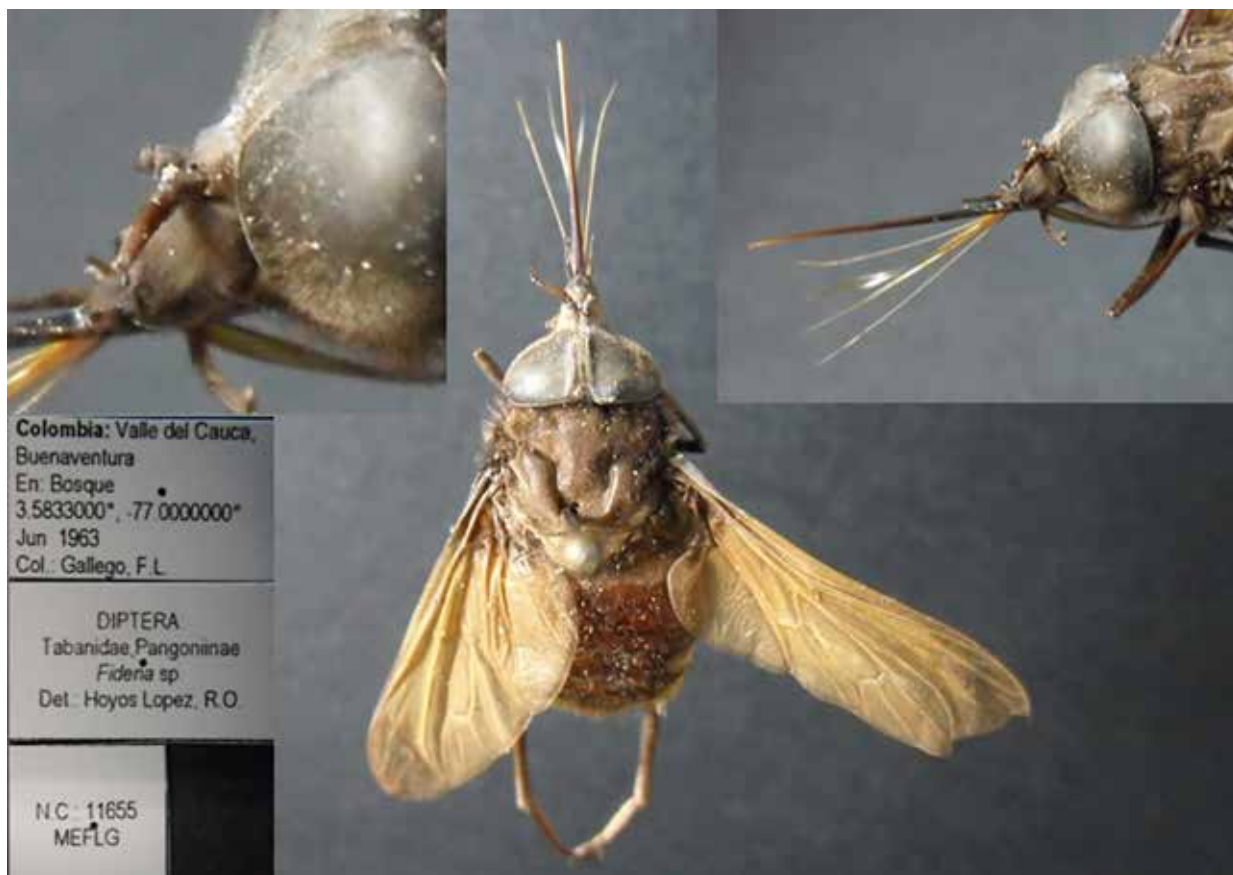 Colombia: Valle del Cauca,
Buenaventura
En: Bosque
3.5833000°, -77.0000000°
Jun 1963
Col.: Gallego, F.L.
DIPTERA
Tabanidae,Pangoniinae
Fidena sp
Det.: Hoyos Lopez, R.O.
N.C.: 11655
MEFLG